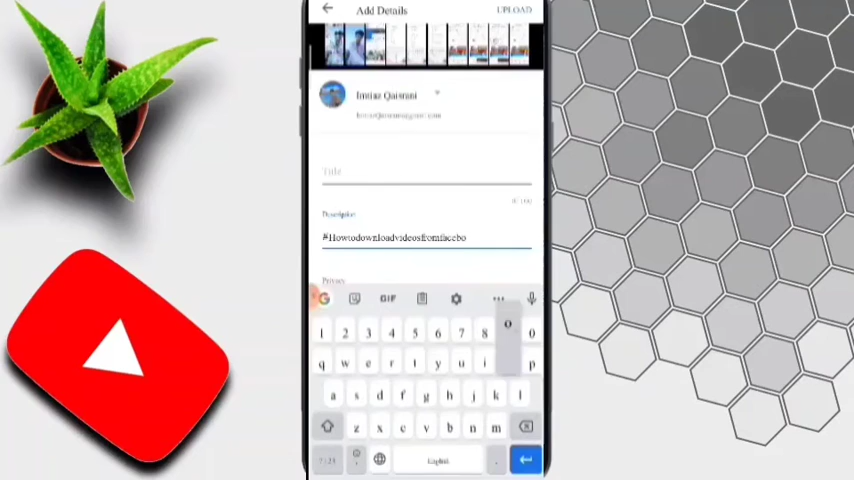 Add Details
UPLOAD
Imtiaz Qaisrani
Title
Description
#Howtodownloadvideosfromfacebo
Privacy
GIF
o
1 2 3 4 5 6 7 8 0
q w e r t y u i p
a s d f g h j k l
z x c v b n m
English
.